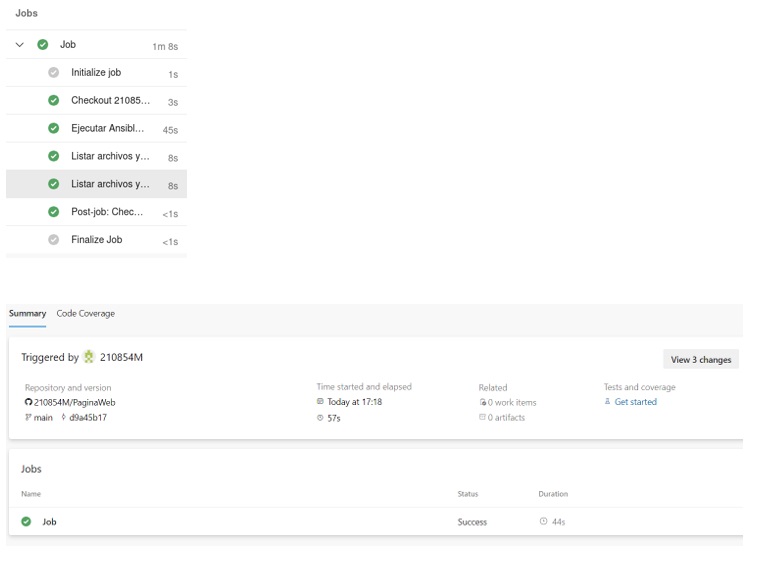 Jobs
Job 1m 8s
Initialize job 1s
Checkout 21085... 3s
Ejecutar Ansibl... 45s
Listar archivos y... 8s
Listar archivos y... 8s
Post-job: Chec... <1s
Finalize Job <1s
Summary Code Coverage
Triggered by 210854M View 3 changes
Repository and version Time started and elapsed Related Tests and coverage
210854M/PaginaWeb Today at 17:18 0 work items Get started
main d9a45b17 57s 0 artifacts
Jobs
Name Status Duration
Job Success 44s